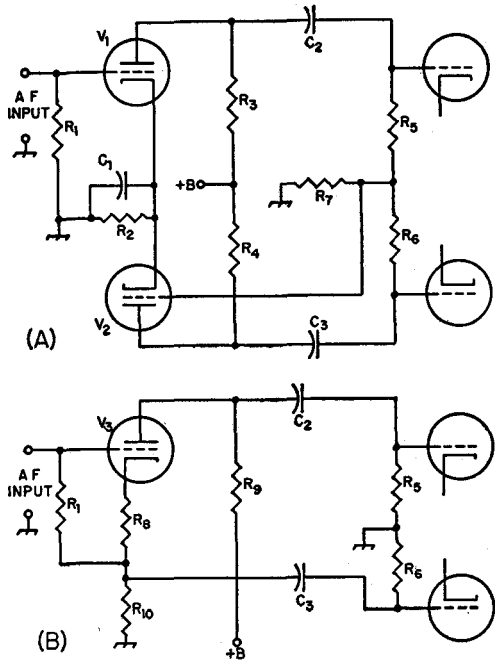 V1
C2
A F
INPUT
R1
R3
R5
C1
+B
R7
R2
R4
R6
V2
C3
(A)
V3
C2
A F
INPUT
R1
R8
R9
R5
R6
C3
R10
(B)
+B